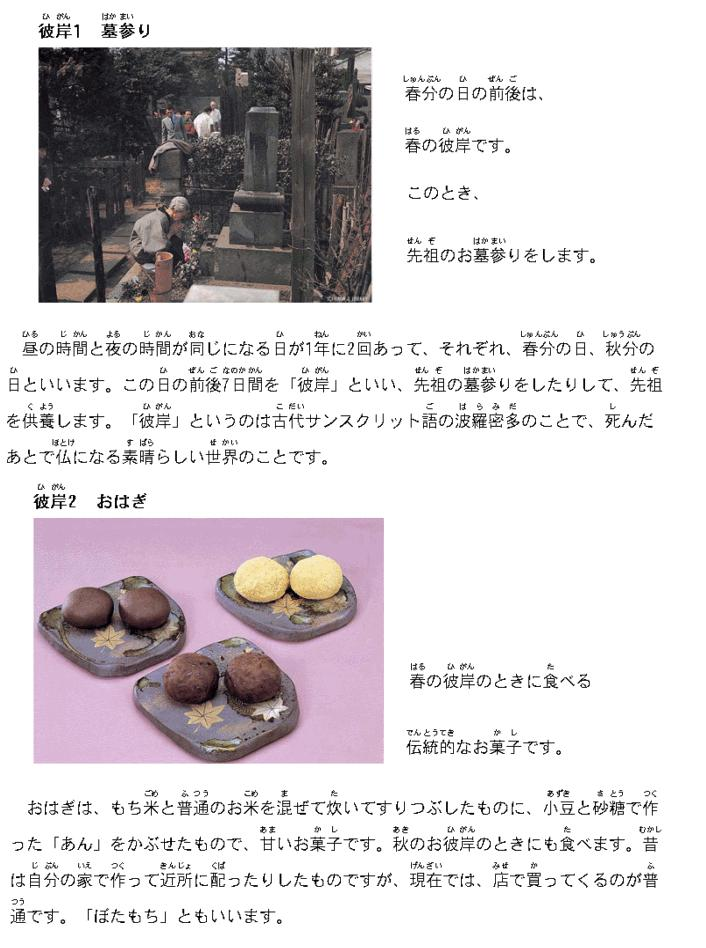 彼岸1　墓参り
春分の日の前後は、
春の彼岸です。
このとき、
先祖のお墓参りをします。
昼の時間と夜の時間が同じになる日が1年に2回あって、それぞれ、春分の日、秋分の
日といいます。この日の前後7日間を「彼岸」といい、先祖の墓参りをしたりして、先祖
を供養します。「彼岸」というのは古代サンスクリット語の波羅密多のことで、死んだ
あとで仏になる素晴らしい世界のことです。
彼岸2　おはぎ
春の彼岸のときに食べる
伝統的なお菓子です。
おはぎは、もち米と普通のお米を混ぜて炊いてすりつぶしたものに、小豆と砂糖で作
った「あん」をかぶせたもので、甘いお菓子です。秋のお彼岸のときにも食べます。昔
は自分の家で作って近所に配ったりしたものですが、現在では、店で買ってくるのが普
通です。「ぼたもち」ともいいます。